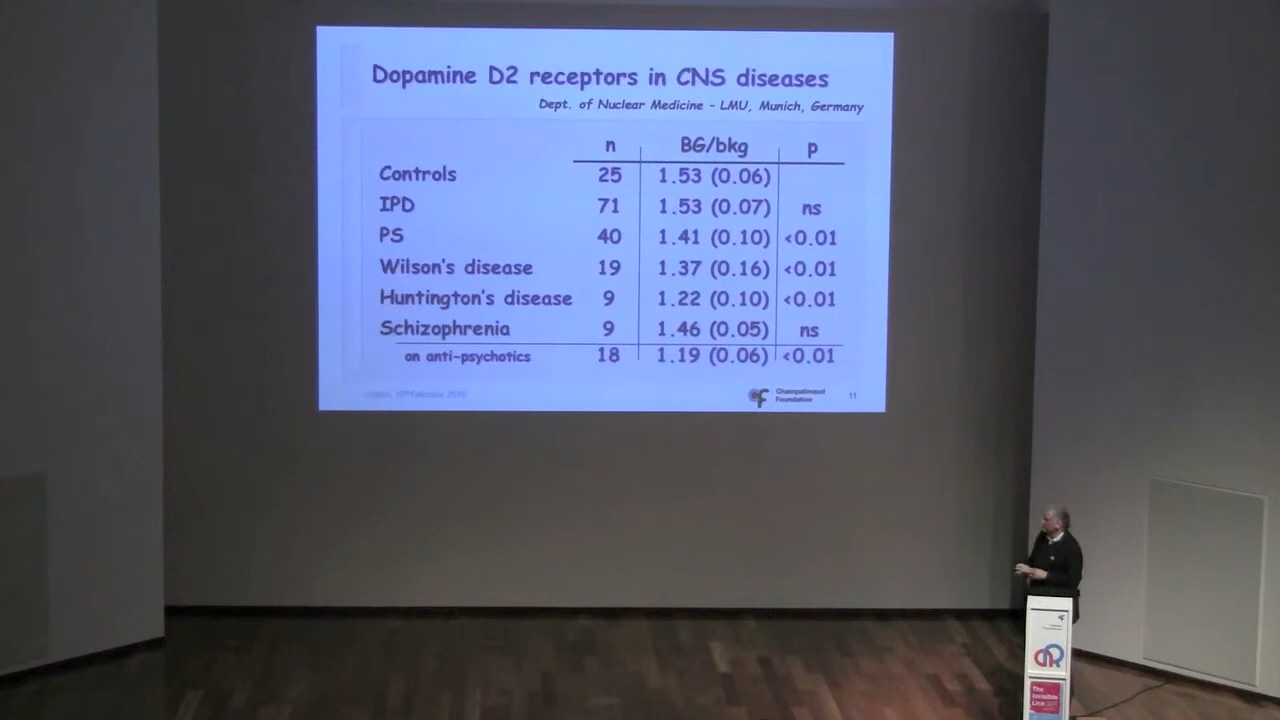 Dopamine D2 receptors in CNS diseases
Dept. of Nuclear Medicine – LMU, Munich, Germany
n BG/bkg p
Controls 25 1.53 (0.06)
IPD 71 1.53 (0.07) ns
PS 40 1.41 (0.10) <0.01
Wilson's disease 19 1.37 (0.16) <0.01
Huntington's disease 9 1.22 (0.10) <0.01
Schizophrenia 9 1.46 (0.05) ns
on anti-psychotics 18 1.19 (0.06) <0.01
Champalimaud
Foundation
11
The
Invisible
Link